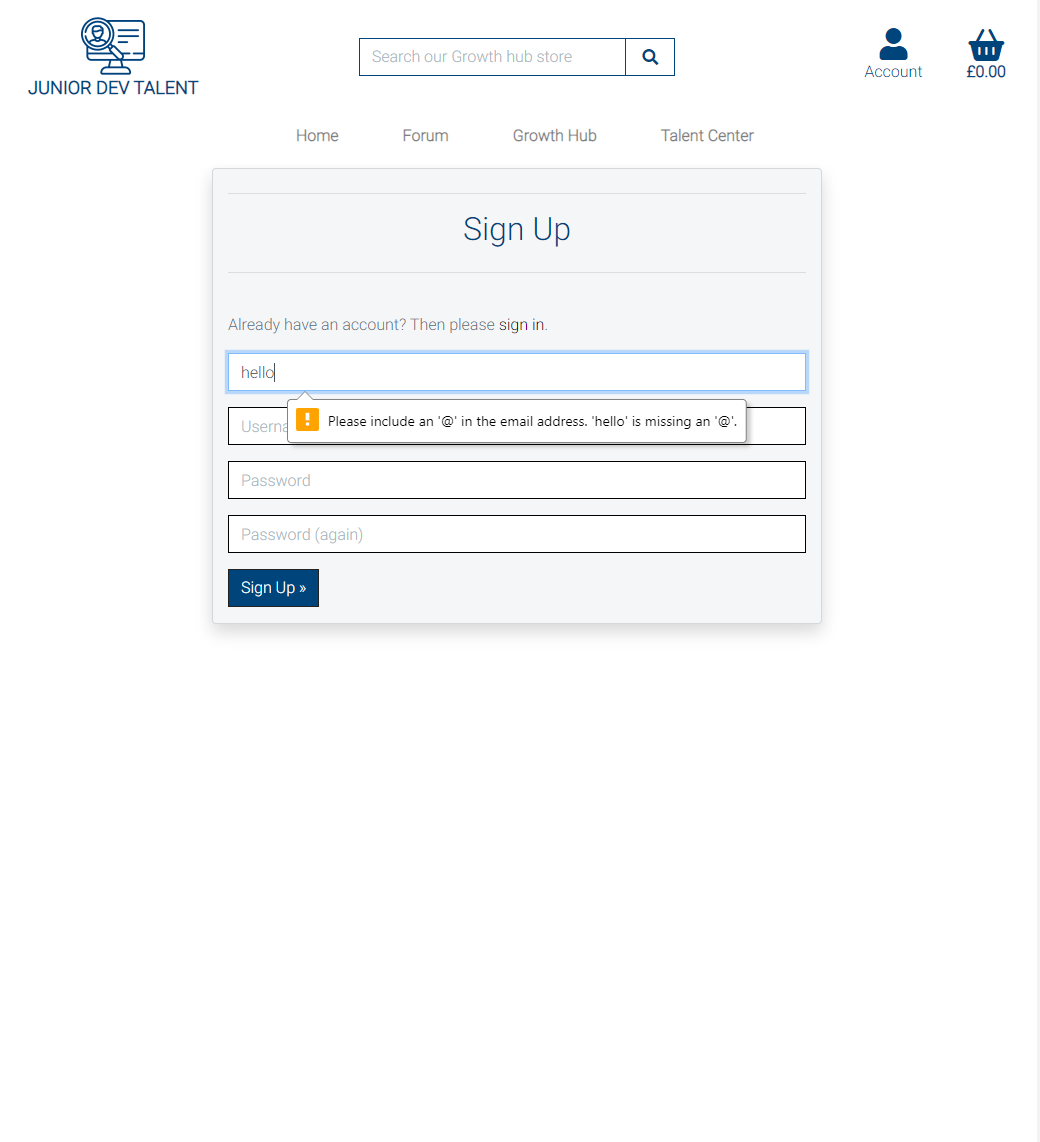 JUNIOR DEV TALENT
Search our Growth hub store
Account
£0.00
Home Forum Growth Hub Talent Center
Sign Up
Already have an account? Then please sign in.
hello
Please include an '@' in the email address. 'hello' is missing an '@'.
Userna
Password
Password (again)
Sign Up »